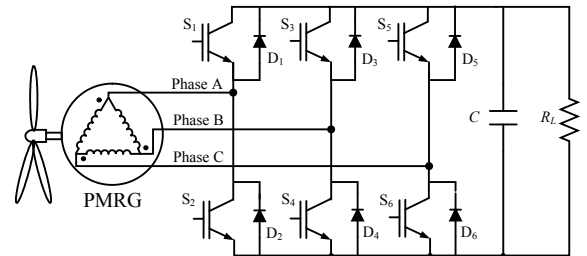 S1 S3 S5
D1 D3 D5
Phase A
Phase B
Phase C
C RL
PMRG
S2 S4 S6
D2 D4 D6